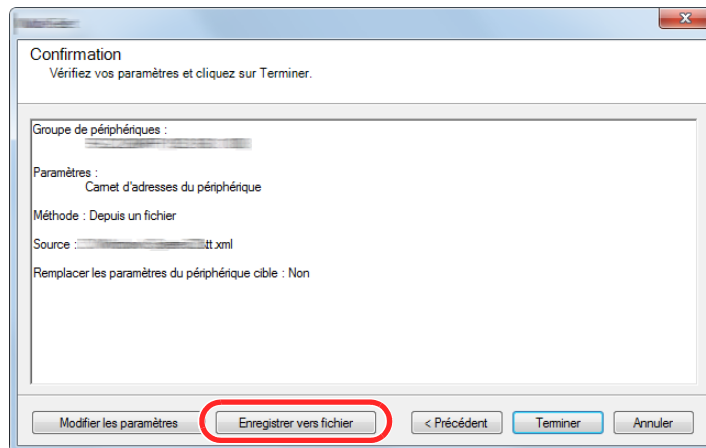 Confirmation
Vérifiez vos paramètres et cliquez sur Terminer.
Groupe de périphériques :
Paramètres :
Carnet d'adresses du périphérique
Méthode : Depuis un fichier
Source : tt.xml
Remplacer les paramètres du périphérique cible : Non
Modifier les paramètres Enregistrer vers fichier < Précédent Terminer Annuler